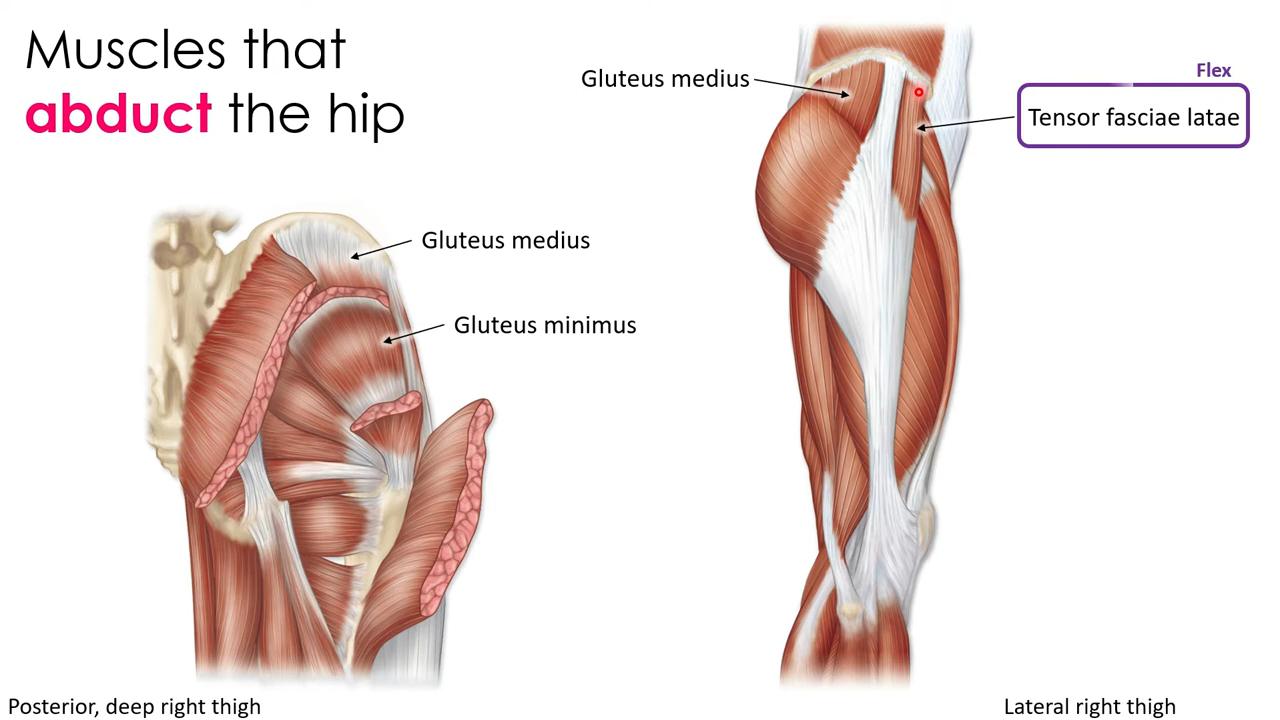 Muscles that
abduct the hip
Gluteus medius
Flex
Tensor fasciae latae
Gluteus medius
Gluteus minimus
Posterior, deep right thigh
Lateral right thigh